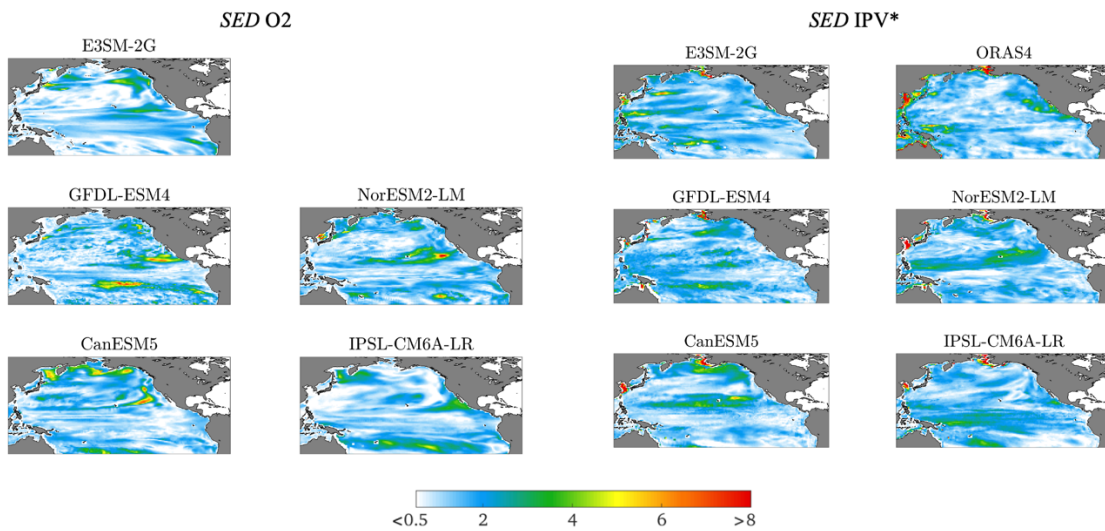 SED O2
SED IPV*
E3SM-2G
E3SM-2G
ORAS4
GFDL-ESM4
NorESM2-LM
GFDL-ESM4
NorESM2-LM
CanESM5
IPSL-CM6A-LR
CanESM5
IPSL-CM6A-LR
<0.5 2 4 6 >8